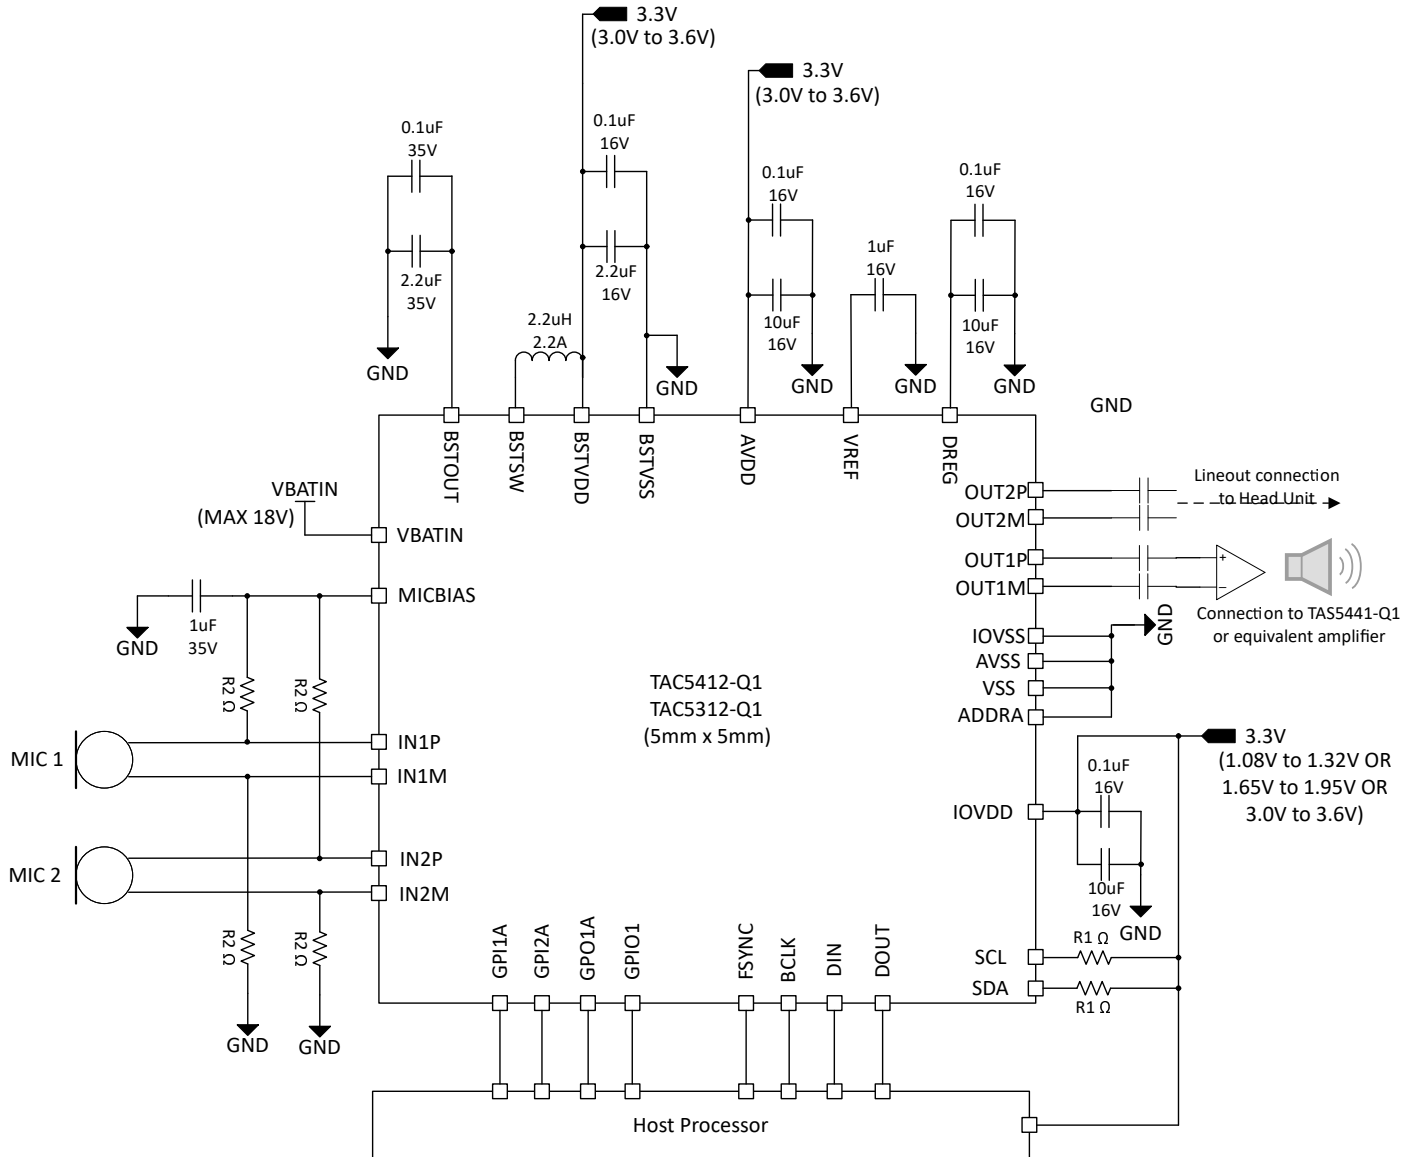 3.3V
(3.0V to 3.6V)
3.3V
(3.0V to 3.6V)
0.1uF
35V
0.1uF
16V
0.1uF
16V
0.1uF
16V
2.2uF
35V
2.2uF
16V
1uF
16V
10uF
16V
10uF
16V
2.2uH
2.2A
GND
GND
GND
GND
GND
GND
BSTOUT
BSTSW
BSTVDD
BSTVSS
AVDD
VREF
DREG
VBATIN
(MAX 18V)
VBATIN
MICBIAS
1uF
35V
GND
R2 Ω
R2 Ω
MIC 1
IN1P
IN1M
MIC 2
IN2P
IN2M
R2 Ω
R2 Ω
GND
GND
TAC5412-Q1
TAC5312-Q1
(5mm x 5mm)
OUT2P
OUT2M
OUT1P
OUT1M
Lineout connection
to Head Unit
+
−
Connection to TAS5441-Q1
or equivalent amplifier
IOVSS
AVSS
VSS
ADDRA
GND
3.3V
(1.08V to 1.32V OR
1.65V to 1.95V OR
3.0V to 3.6V)
0.1uF
16V
IOVDD
10uF
16V
GND
SCL
R1 Ω
SDA
R1 Ω
GPI1A
GPI2A
GPO1A
GPIO1
FSYNC
BCLK
DIN
DOUT
Host Processor